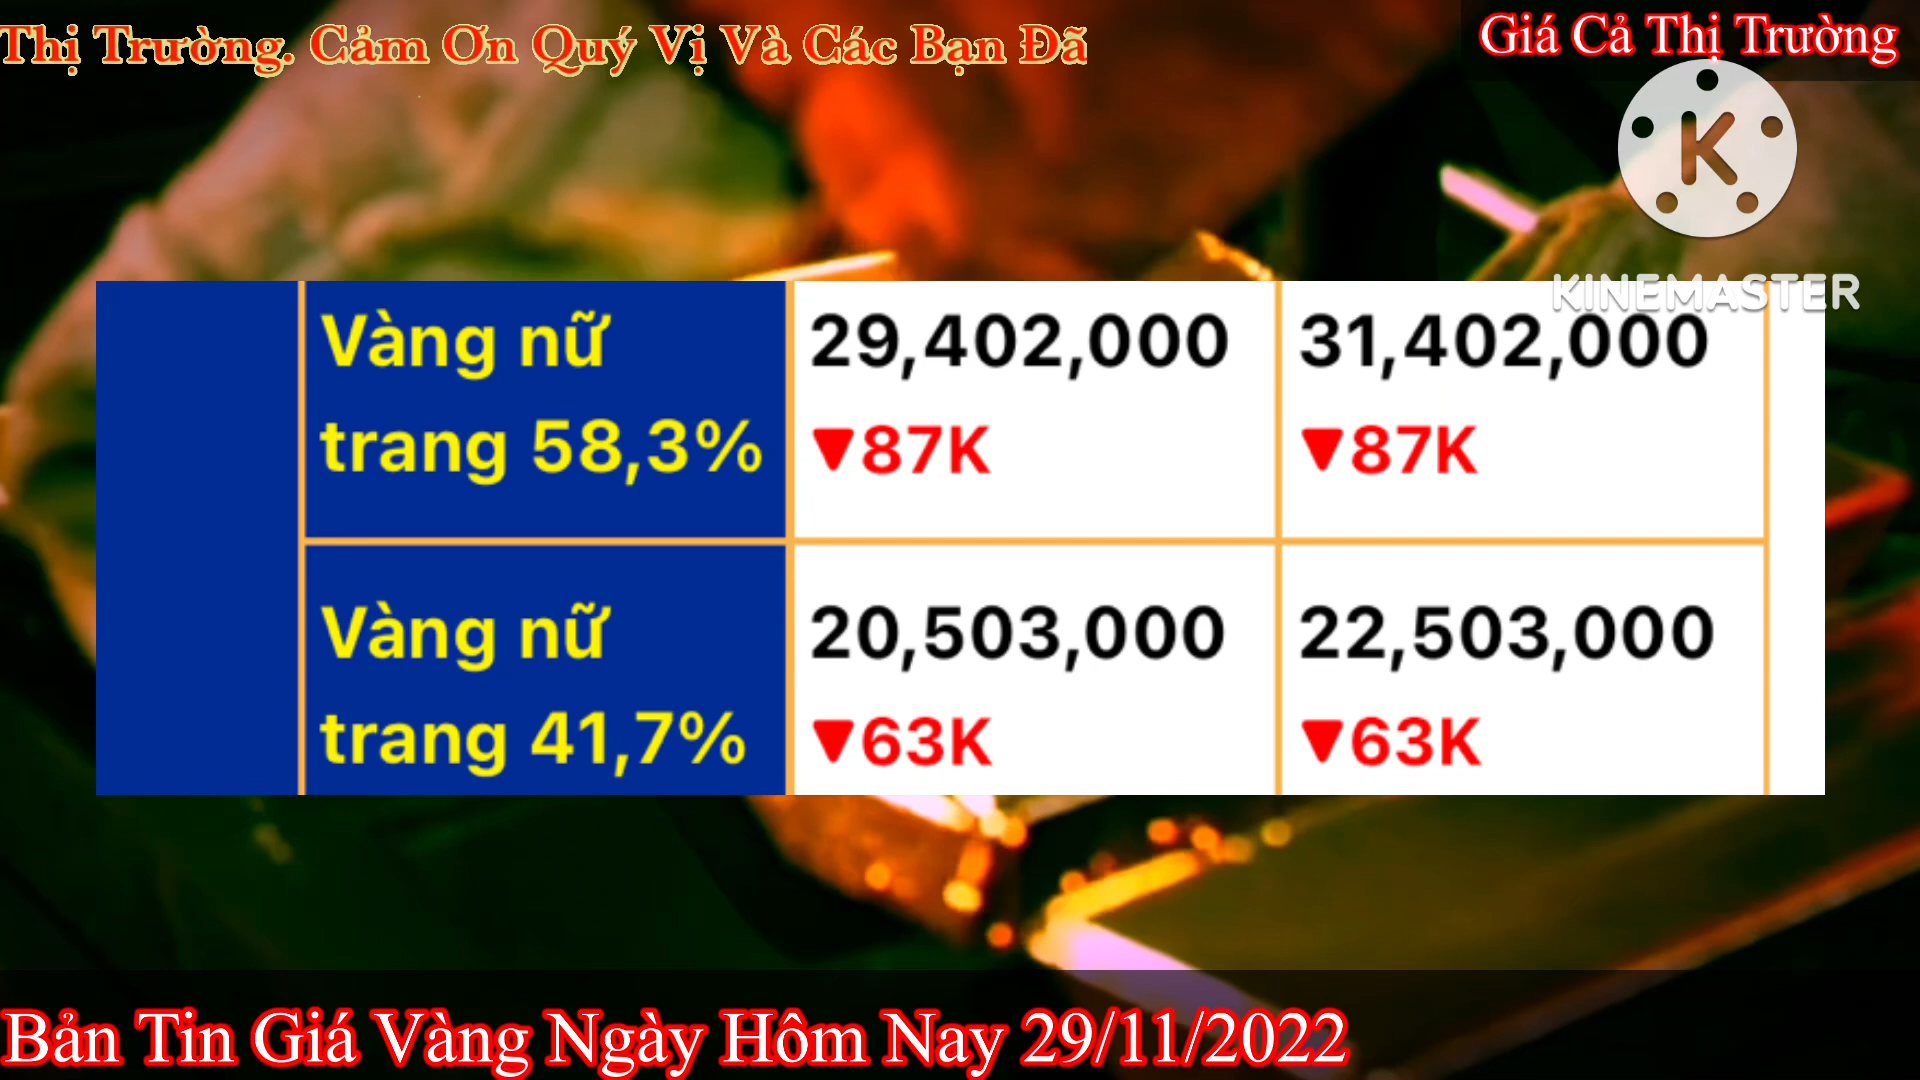 Thị Trường. Cảm Ơn Quý Vị Và Các Bạn Đã
Giá Cả Thị Trường
K
KINEMASTER
Vàng nữ
trang 58,3%
29,402,000
▼87K
31,402,000
▼87K
Vàng nữ
trang 41,7%
20,503,000
▼63K
22,503,000
▼63K
Bản Tin Giá Vàng Ngày Hôm Nay 29/11/2022